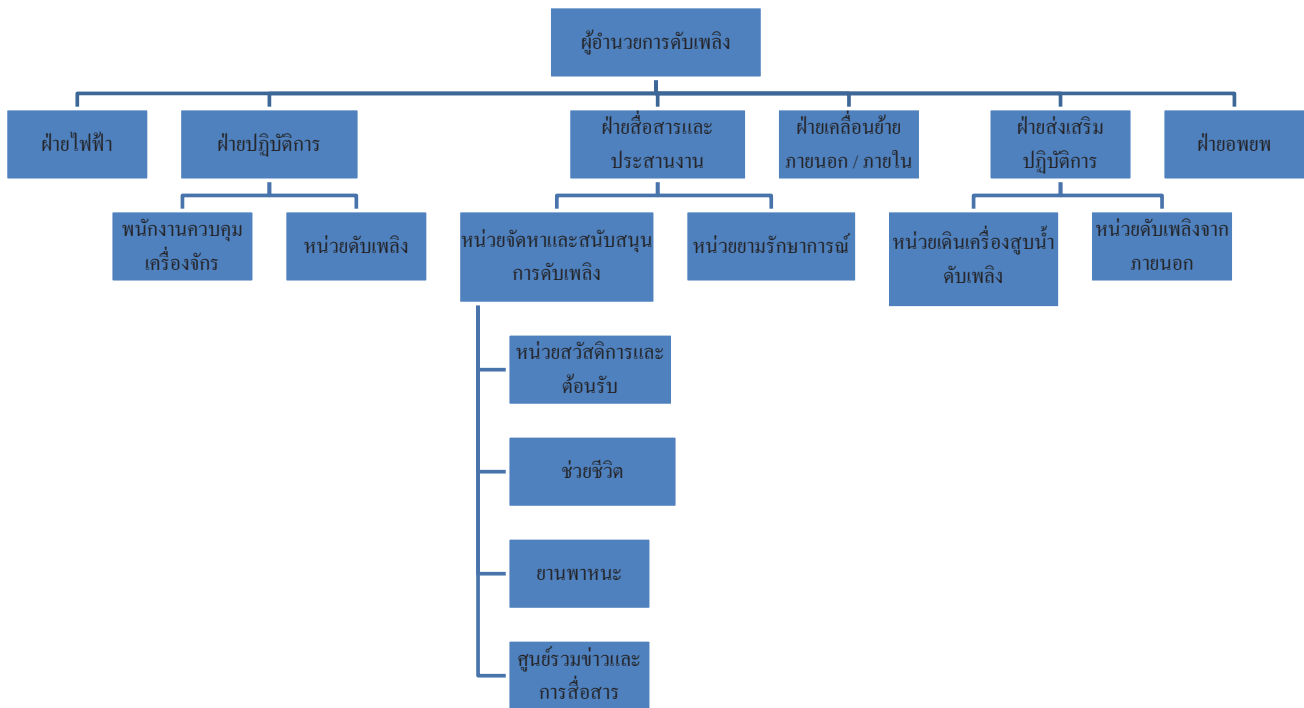 ผู้อำนวยการดับเพลิง
ฝ่ายไฟฟ้า
ฝ่ายปฏิบัติการ
ฝ่ายสื่อสารและ
ประสานงาน
ฝ่ายเคลื่อนย้าย
ภายนอก / ภายใน
ฝ่ายส่งเสริม
ปฏิบัติการ
ฝ่ายอพยพ
พนักงานควบคุม
เครื่องจักร
หน่วยดับเพลิง
หน่วยจัดหาและสนับสนุน
การดับเพลิง
หน่วยยามรักษาการณ์
หน่วยเดินเครื่องสูบน้ำ
ดับเพลิง
หน่วยดับเพลิงจาก
ภายนอก
หน่วยสวัสดิการและ
ต้อนรับ
ช่วยชีวิต
ยานพาหนะ
ศูนย์รวมข่าวและ
การสื่อสาร